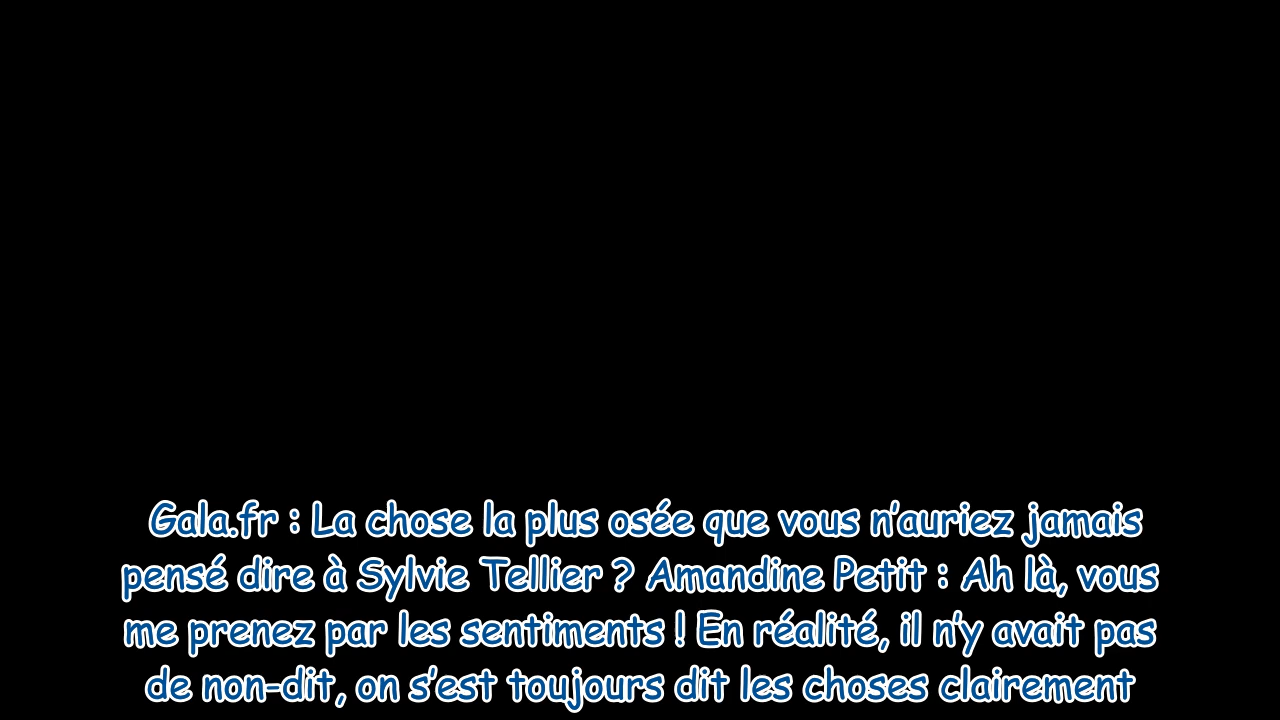 Gala.fr : La chose la plus osée que vous n’auriez jamais
pensé dire à Sylvie Tellier ? Amandine Petit : Ah là, vous
me prenez par les sentiments ! En réalité, il n’y avait pas
de non-dit, on s’est toujours dit les choses clairement